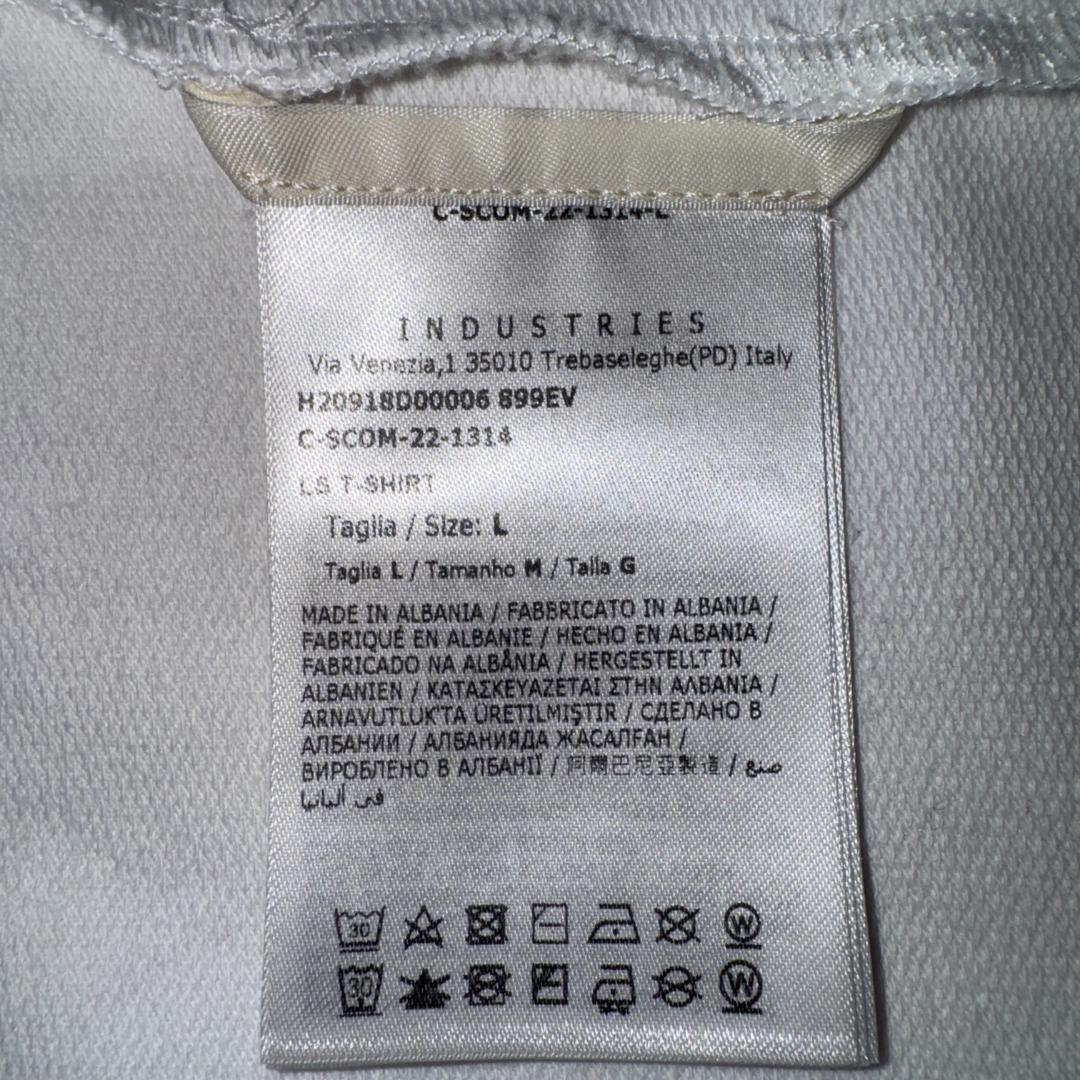 C-SCOM-22-1314-L
INDUSTRIES
Via Venezia,1 35010 Trebaseleghe(PD) Italy
H20918D00006 899EV
C-SCOM-22-1314
LS T-SHIRT
Taglia / Size: L
Taglia L / Tamanho M / Talla G
MADE IN ALBANIA / FABBRICATO IN ALBANIA /
FABRIQUÉ EN ALBANIE / HECHO EN ALBANIA /
FABRICADO NA ALBÂNIA / HERGESTELLT IN
ALBANIEN / ΚΑΤΑΣΚΕΥΑΖΕΤΑΙ ΣΤΗΝ ΑΛΒΑΝΙΑ /
ARNAVUTLUK'TA ÜRETILMIŞTIR / СДЕЛАНО В
АЛБАНИИ / АЛБАНИЯДА ЖАСАЛҒАН /
ВИРОБЛЕНО В АЛБАНІЇ / 阿爾巴尼亞製造 / صنع
في ألبانيا
30 W
30 W